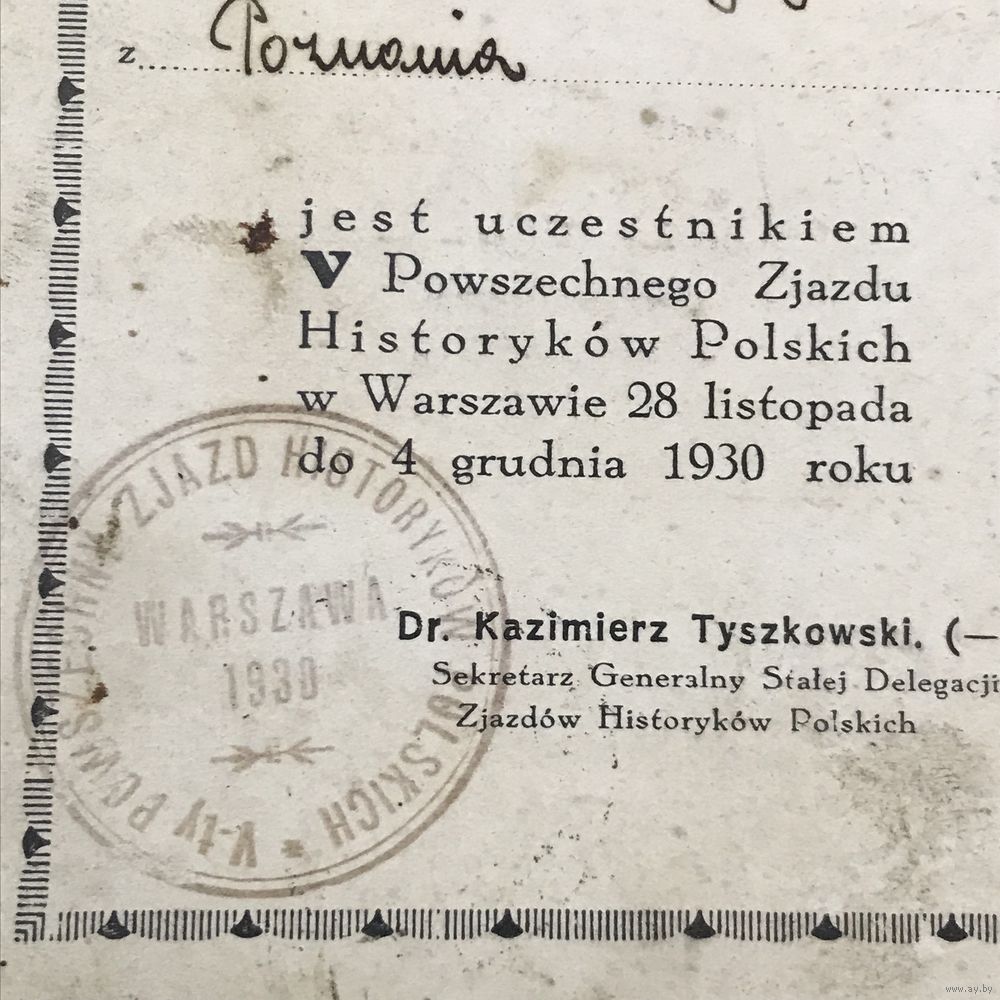 z Poznania
jest uczestnikiem
V Powszechnego Zjazdu
Historyków Polskich
w Warszawie 28 listopada
do 4 grudnia 1930 roku
V-ty POWSZECHNY ZJAZD HISTORYKÓW POLSKICH
WARSZAWA
1930
Dr. Kazimierz Tyszkowski. (—
Sekretarz Generalny Stałej Delegacji
Zjazdów Historyków Polskich
www.ay.by